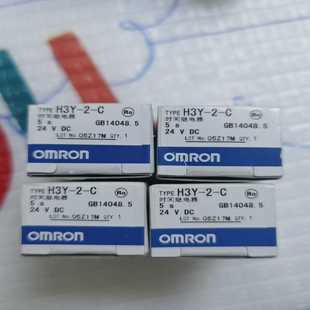 TYPE H3Y-2-C Rn
时间继电器
5 s GB14048.5
24 V DC
LOT No. 05Z17M QTY. 1
OMRON
TYPE H3Y-2-C Rn
时间继电器
5 s GB14048.5
24 V DC
LOT No. 05Z17M QTY. 1
OMRON
TYPE H3Y-2-C Rn
时间继电器
5 s GB14048.5
24 V DC
LOT No. 05Z17M QTY. 1
OMRON
TYPE H3Y-2-C Rn
时间继电器
5 s GB14048.5
24 V DC
LOT No. 05Z17M QTY. 1
OMRON